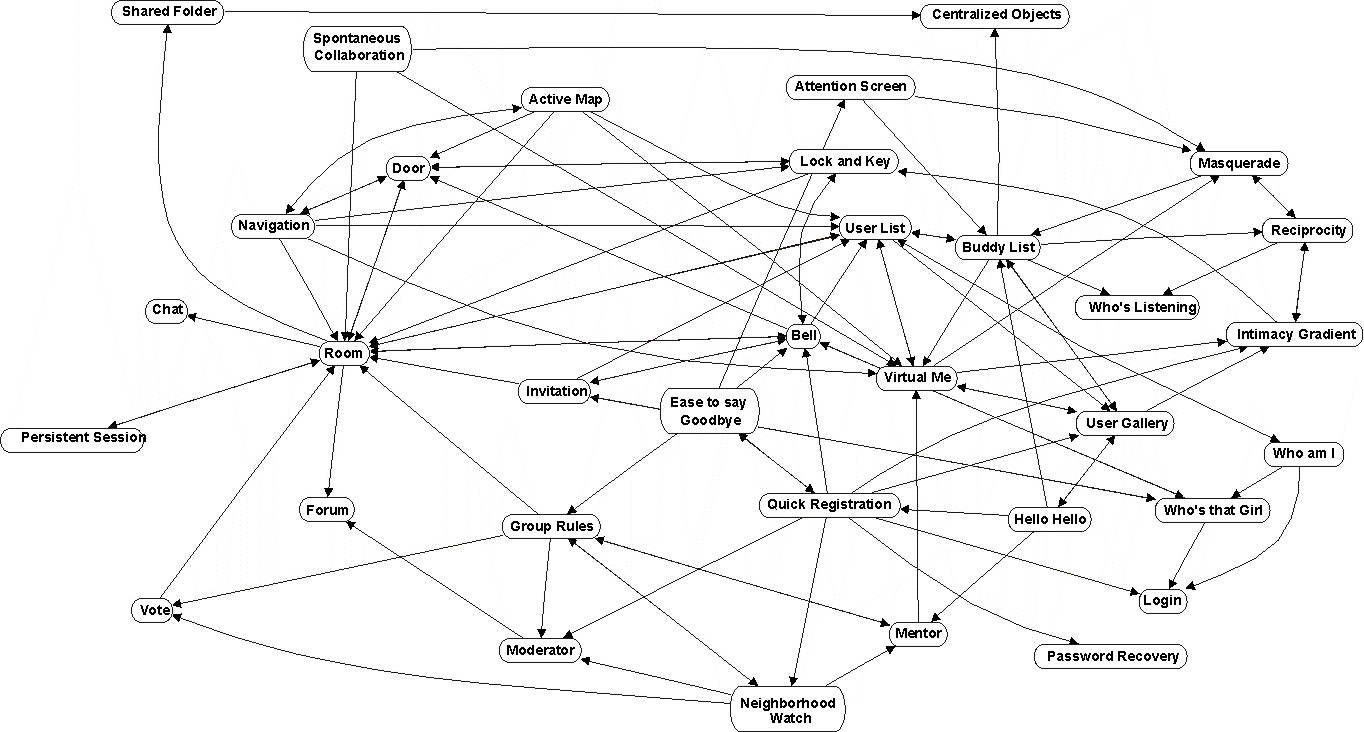 Shared Folder
Centralized Objects
Spontaneous
Collaboration
Attention Screen
Active Map
Lock and Key
Masquerade
Door
Navigation
User List
Reciprocity
Buddy List
Chat
Who's Listening
Bell
Intimacy Gradient
Room
Virtual Me
Invitation
Ease to say
Goodbye
User Gallery
Persistent Session
Who am I
Quick Registration
Forum
Who's that Girl
Hello Hello
Group Rules
Login
Vote
Mentor
Moderator
Password Recovery
Neighborhood
Watch